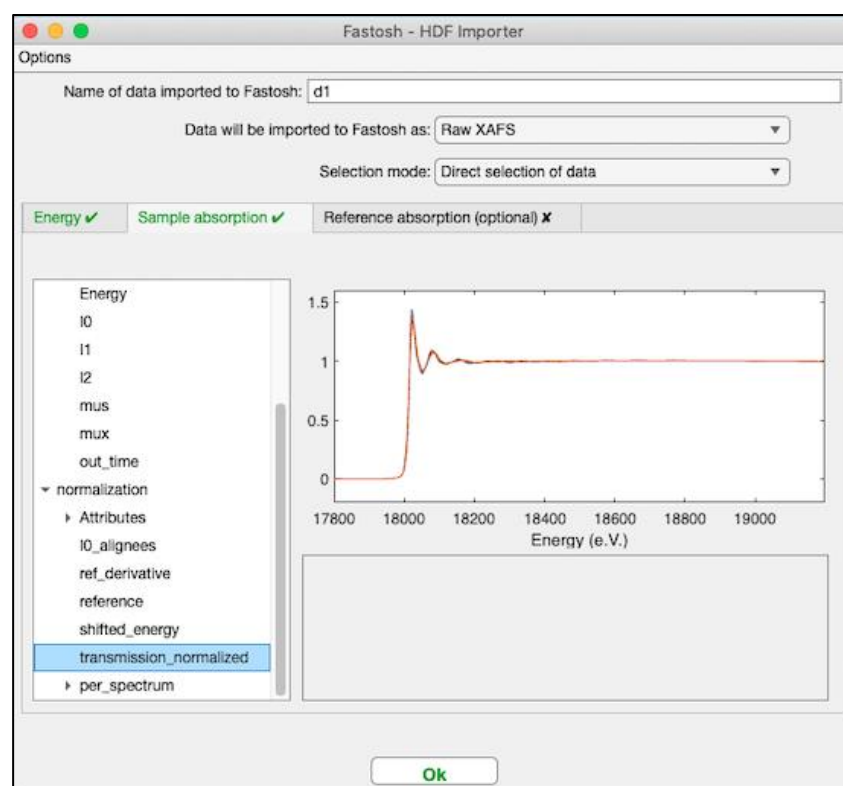 Fastosh - HDF Importer
Options
Name of data imported to Fastosh: d1
Data will be imported to Fastosh as: Raw XAFS
Selection mode: Direct selection of data
Energy ✔ Sample absorption ✔ Reference absorption (optional) ✘
Energy
I0
I1
I2
mus
mux
out_time
normalization
Attributes
I0_alignees
ref_derivative
reference
shifted_energy
transmission_normalized
per_spectrum
1.5
1
0.5
0
17800 18000 18200 18400 18600 18800 19000
Energy (e.V.)
Ok